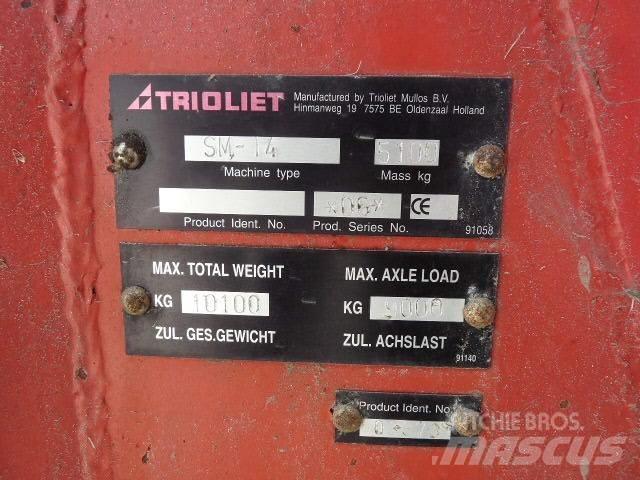 TRIOLIET Manufactured by Trioliet Mullos B.V.
Hinmanweg 19 7575 BE Oldenzaal Holland
SM-14 5100
Machine type Mass kg
*06* CE
Product Ident. No. Prod. Series No. 91058
MAX. TOTAL WEIGHT MAX. AXLE LOAD
KG 10100 KG 9000
ZUL. GES.GEWICHT ZUL. ACHSLAST
91140
Product Ident. No.
RITCHIE BROS.
MASCUS